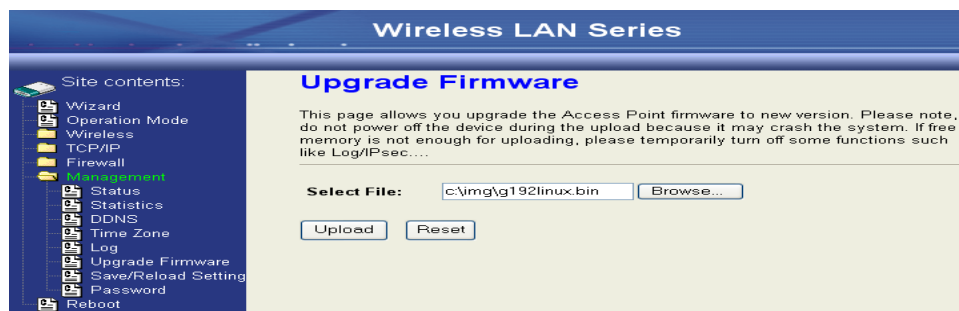 Wireless LAN Series
Site contents:
Wizard
Operation Mode
Wireless
TCP/IP
Firewall
Management
Status
Statistics
DDNS
Time Zone
Log
Upgrade Firmware
Save/Reload Setting
Password
Reboot
Upgrade Firmware
This page allows you upgrade the Access Point firmware to new version. Please note,
do not power off the device during the upload because it may crash the system. If free
memory is not enough for uploading, please temporarily turn off some functions such
like Log/IPsec....
Select File: c:\img\g192linux.bin Browse...
Upload Reset